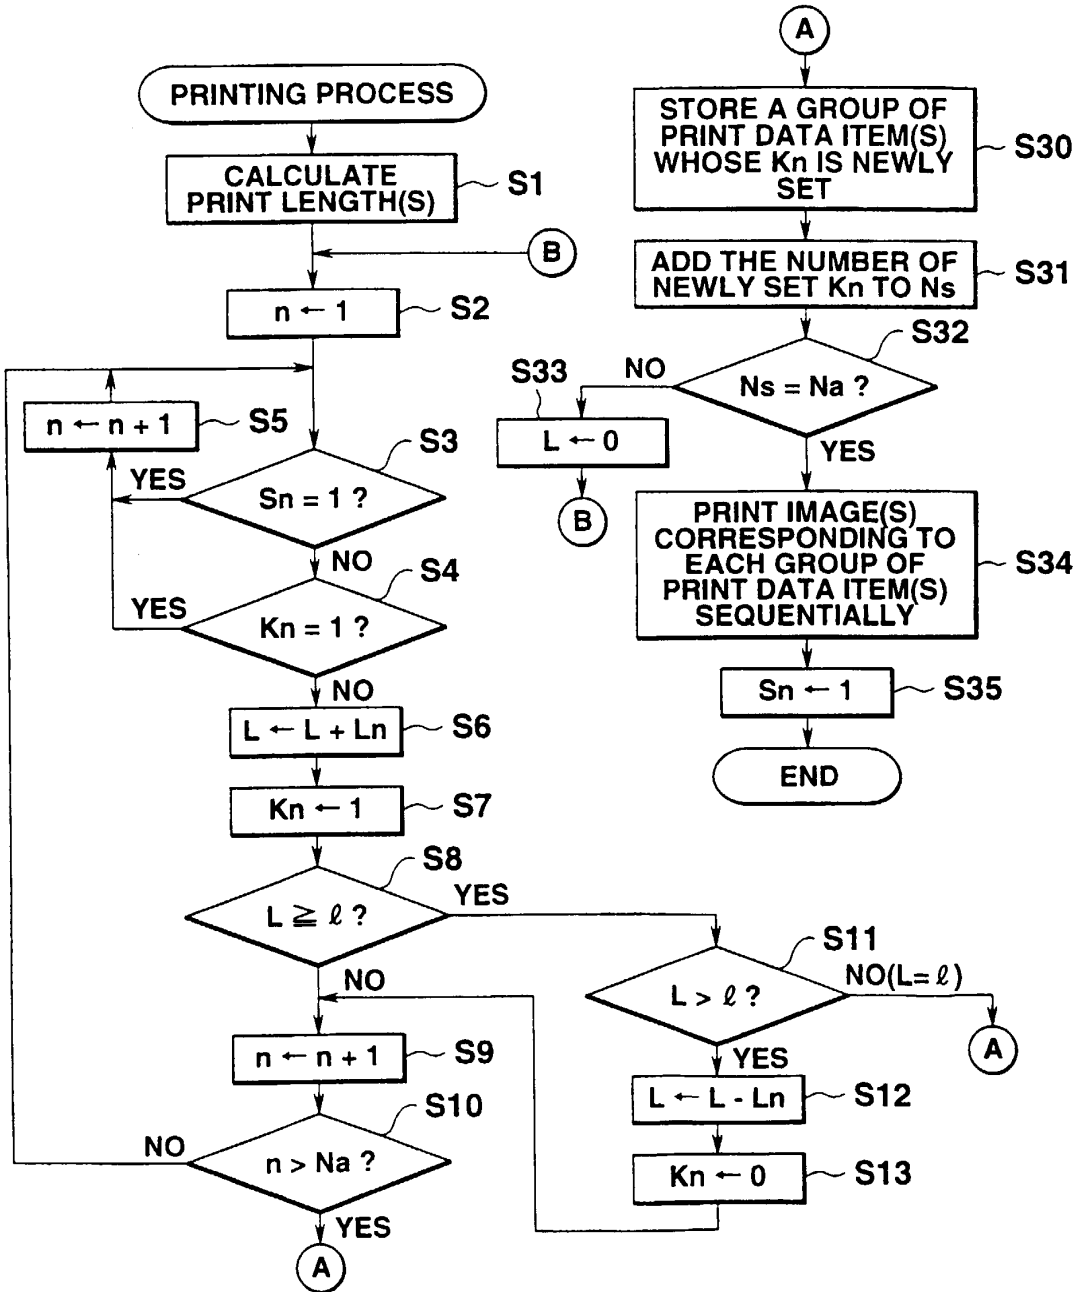 PRINTING PROCESS
CALCULATE
PRINT LENGTH(S)
S1
B
n ← 1
S2
n ← n + 1
S5
S3
YES
Sn = 1 ?
NO
S4
YES
Kn = 1 ?
NO
L ← L + Ln
S6
Kn ← 1
S7
S8
YES
L ≧ ℓ ?
NO
n ← n + 1
S9
S10
NO
n > Na ?
YES
A
S11
NO(L= ℓ)
L > ℓ ?
A
YES
L ← L - Ln
S12
Kn ← 0
S13
A
STORE A GROUP OF
PRINT DATA ITEM(S)
WHOSE Kn IS NEWLY
SET
S30
ADD THE NUMBER OF
NEWLY SET Kn TO Ns
S31
S32
NO
Ns = Na ?
S33
L ← 0
B
YES
PRINT IMAGE(S)
CORRESPONDING TO
EACH GROUP OF
PRINT DATA ITEM(S)
SEQUENTIALLY
S34
Sn ← 1
S35
END